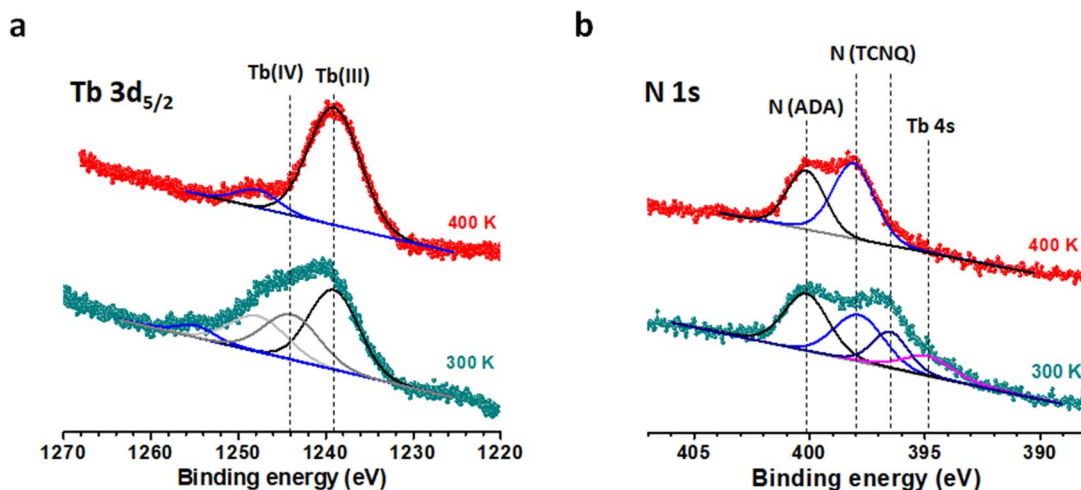 a
Tb 3d5/2
Tb(IV)
Tb(III)
400 K
300 K
1270 1260 1250 1240 1230 1220
Binding energy (eV)
b
N 1s
N (TCNQ)
N (ADA)
Tb 4s
400 K
300 K
405 400 395 390
Binding energy (eV)